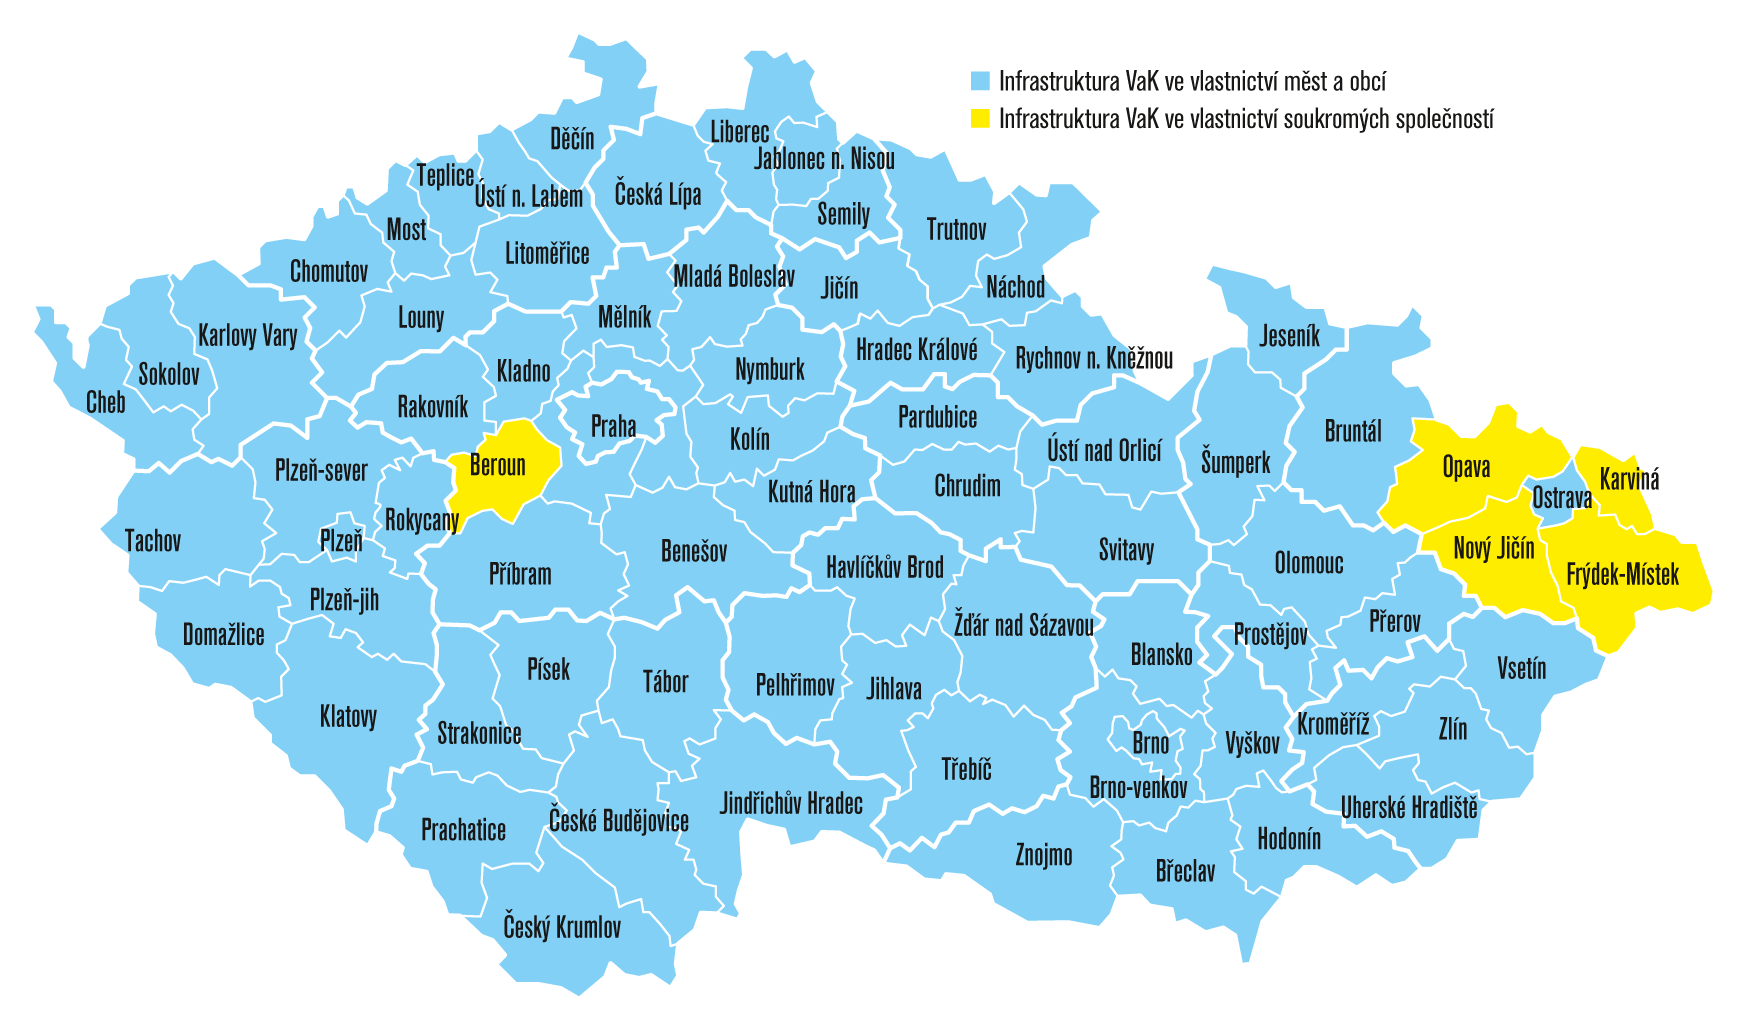 Infrastruktura VaK ve vlastnictví měst a obcí
Infrastruktura VaK ve vlastnictví soukromých společností
Děčín
Liberec
Jablonec n. Nisou
Teplice
Ústí n. Labem
Česká Lípa
Semily
Trutnov
Most
Litoměřice
Chomutov
Mladá Boleslav
Jičín
Náchod
Louny
Mělník
Karlovy Vary
Jeseník
Hradec Králové
Rychnov n. Kněžnou
Sokolov
Kladno
Nymburk
Cheb
Rakovník
Praha
Kolín
Pardubice
Bruntál
Ústí nad Orlicí
Šumperk
Plzeň-sever
Beroun
Opava
Karviná
Kutná Hora
Chrudim
Ostrava
Rokycany
Tachov
Plzeň
Benešov
Svitavy
Nový Jičín
Příbram
Havlíčkův Brod
Olomouc
Frýdek-Místek
Plzeň-jih
Domažlice
Žďár nad Sázavou
Prostějov
Přerov
Blansko
Písek
Tábor
Pelhřimov
Jihlava
Vsetín
Klatovy
Strakonice
Kroměříž
Zlín
Brno
Vyškov
Třebíč
Brno-venkov
Prachatice
České Budějovice
Jindřichův Hradec
Uherské Hradiště
Znojmo
Hodonín
Břeclav
Český Krumlov